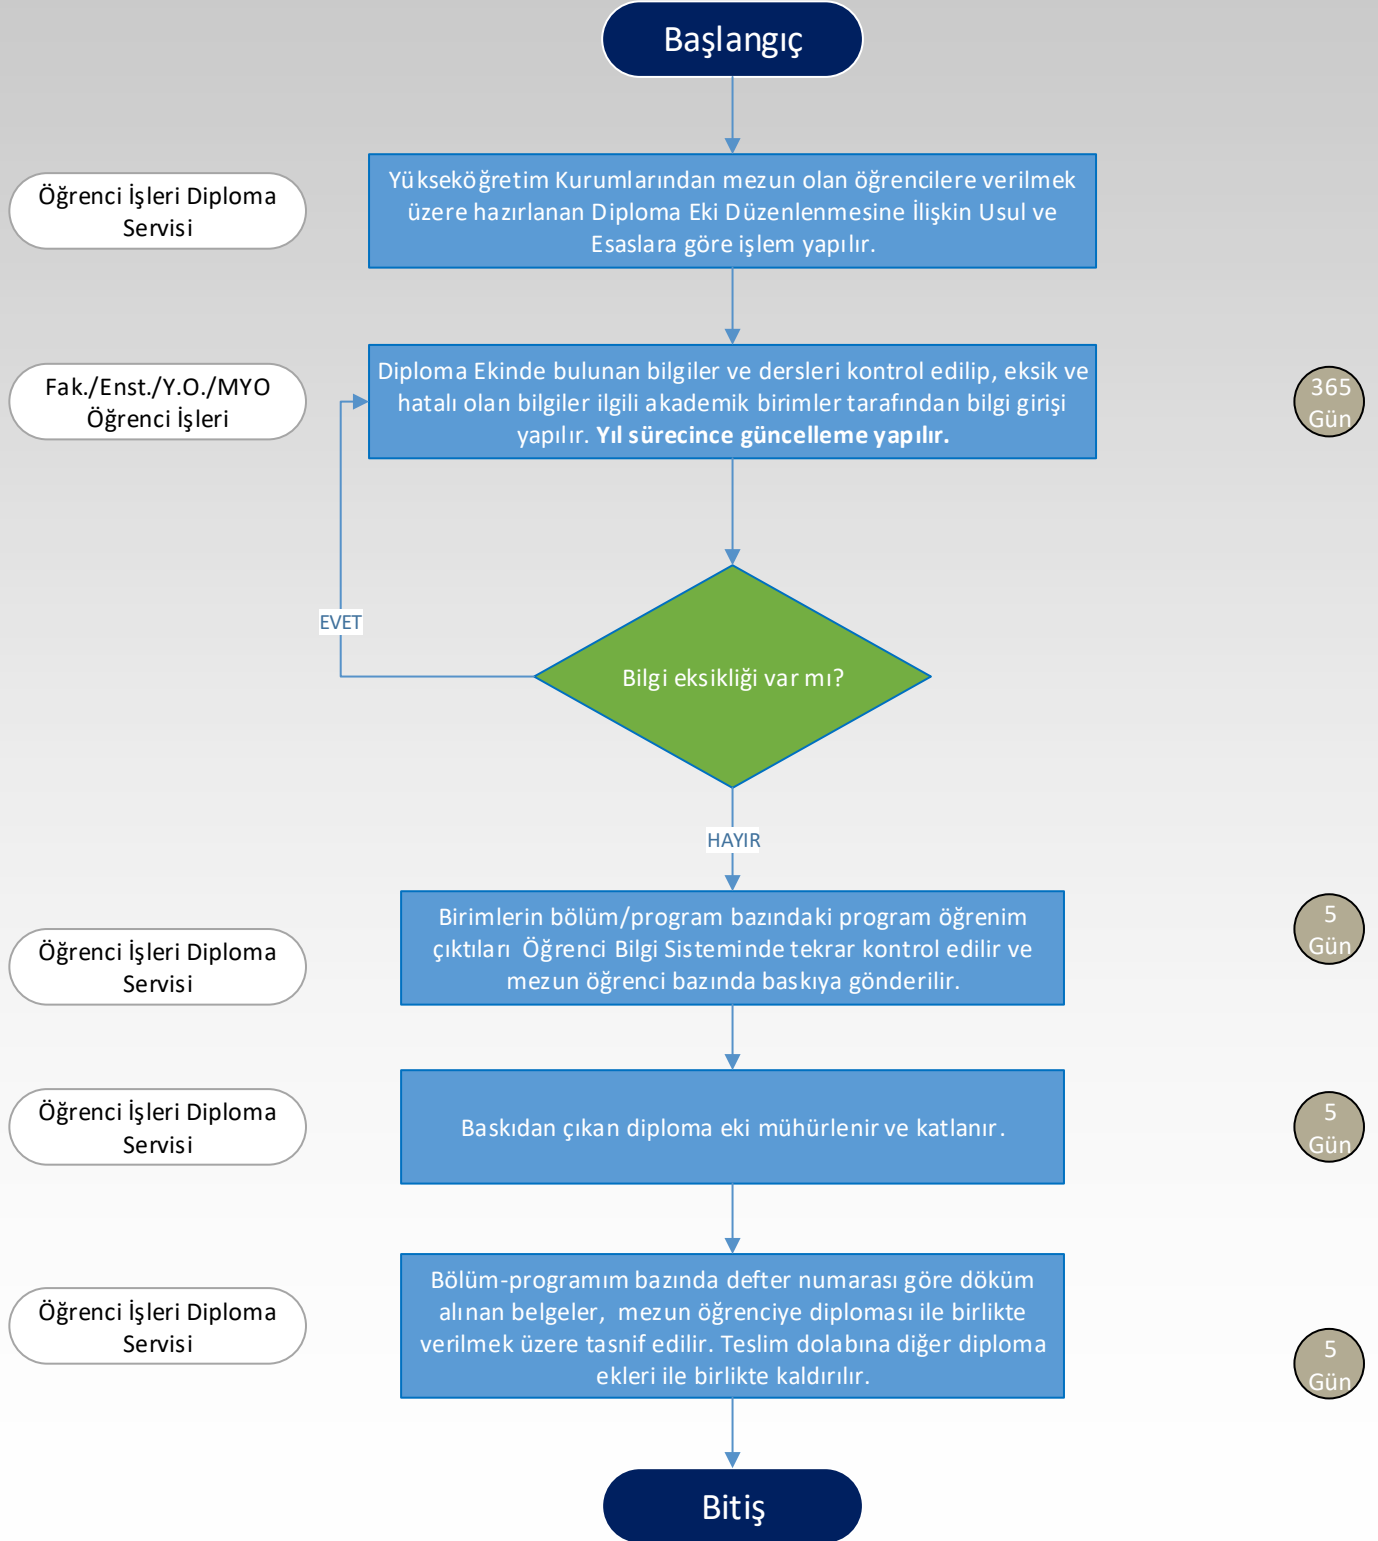 Başlangıç
Öğrenci İşleri Diploma
Servisi
Yükseköğretim Kurumlarından mezun olan öğrencilere verilmek
üzere hazırlanan Diploma Eki Düzenlenmesine İlişkin Usul ve
Esaslara göre işlem yapılır.
Fak./Enst./Y.O./MYO
Öğrenci İşleri
Diploma Ekinde bulunan bilgiler ve dersleri kontrol edilip, eksik ve
hatalı olan bilgiler ilgili akademik birimler tarafından bilgi girişi
yapılır. Yıl sürecince güncelleme yapılır.
365
Gün
EVET
Bilgi eksikliği var mı?
HAYIR
Öğrenci İşleri Diploma
Servisi
Birimlerin bölüm/program bazındaki program öğrenim
çıktıları Öğrenci Bilgi Sisteminde tekrar kontrol edilir ve
mezun öğrenci bazında baskıya gönderilir.
5
Gün
Öğrenci İşleri Diploma
Servisi
Baskıdan çıkan diploma eki mühürlenir ve katlanır.
5
Gün
Öğrenci İşleri Diploma
Servisi
Bölüm-programım bazında defter numarası göre döküm
alınan belgeler, mezun öğrenciye diploması ile birlikte
verilmek üzere tasnif edilir. Teslim dolabına diğer diploma
ekleri ile birlikte kaldırılır.
5
Gün
Bitiş